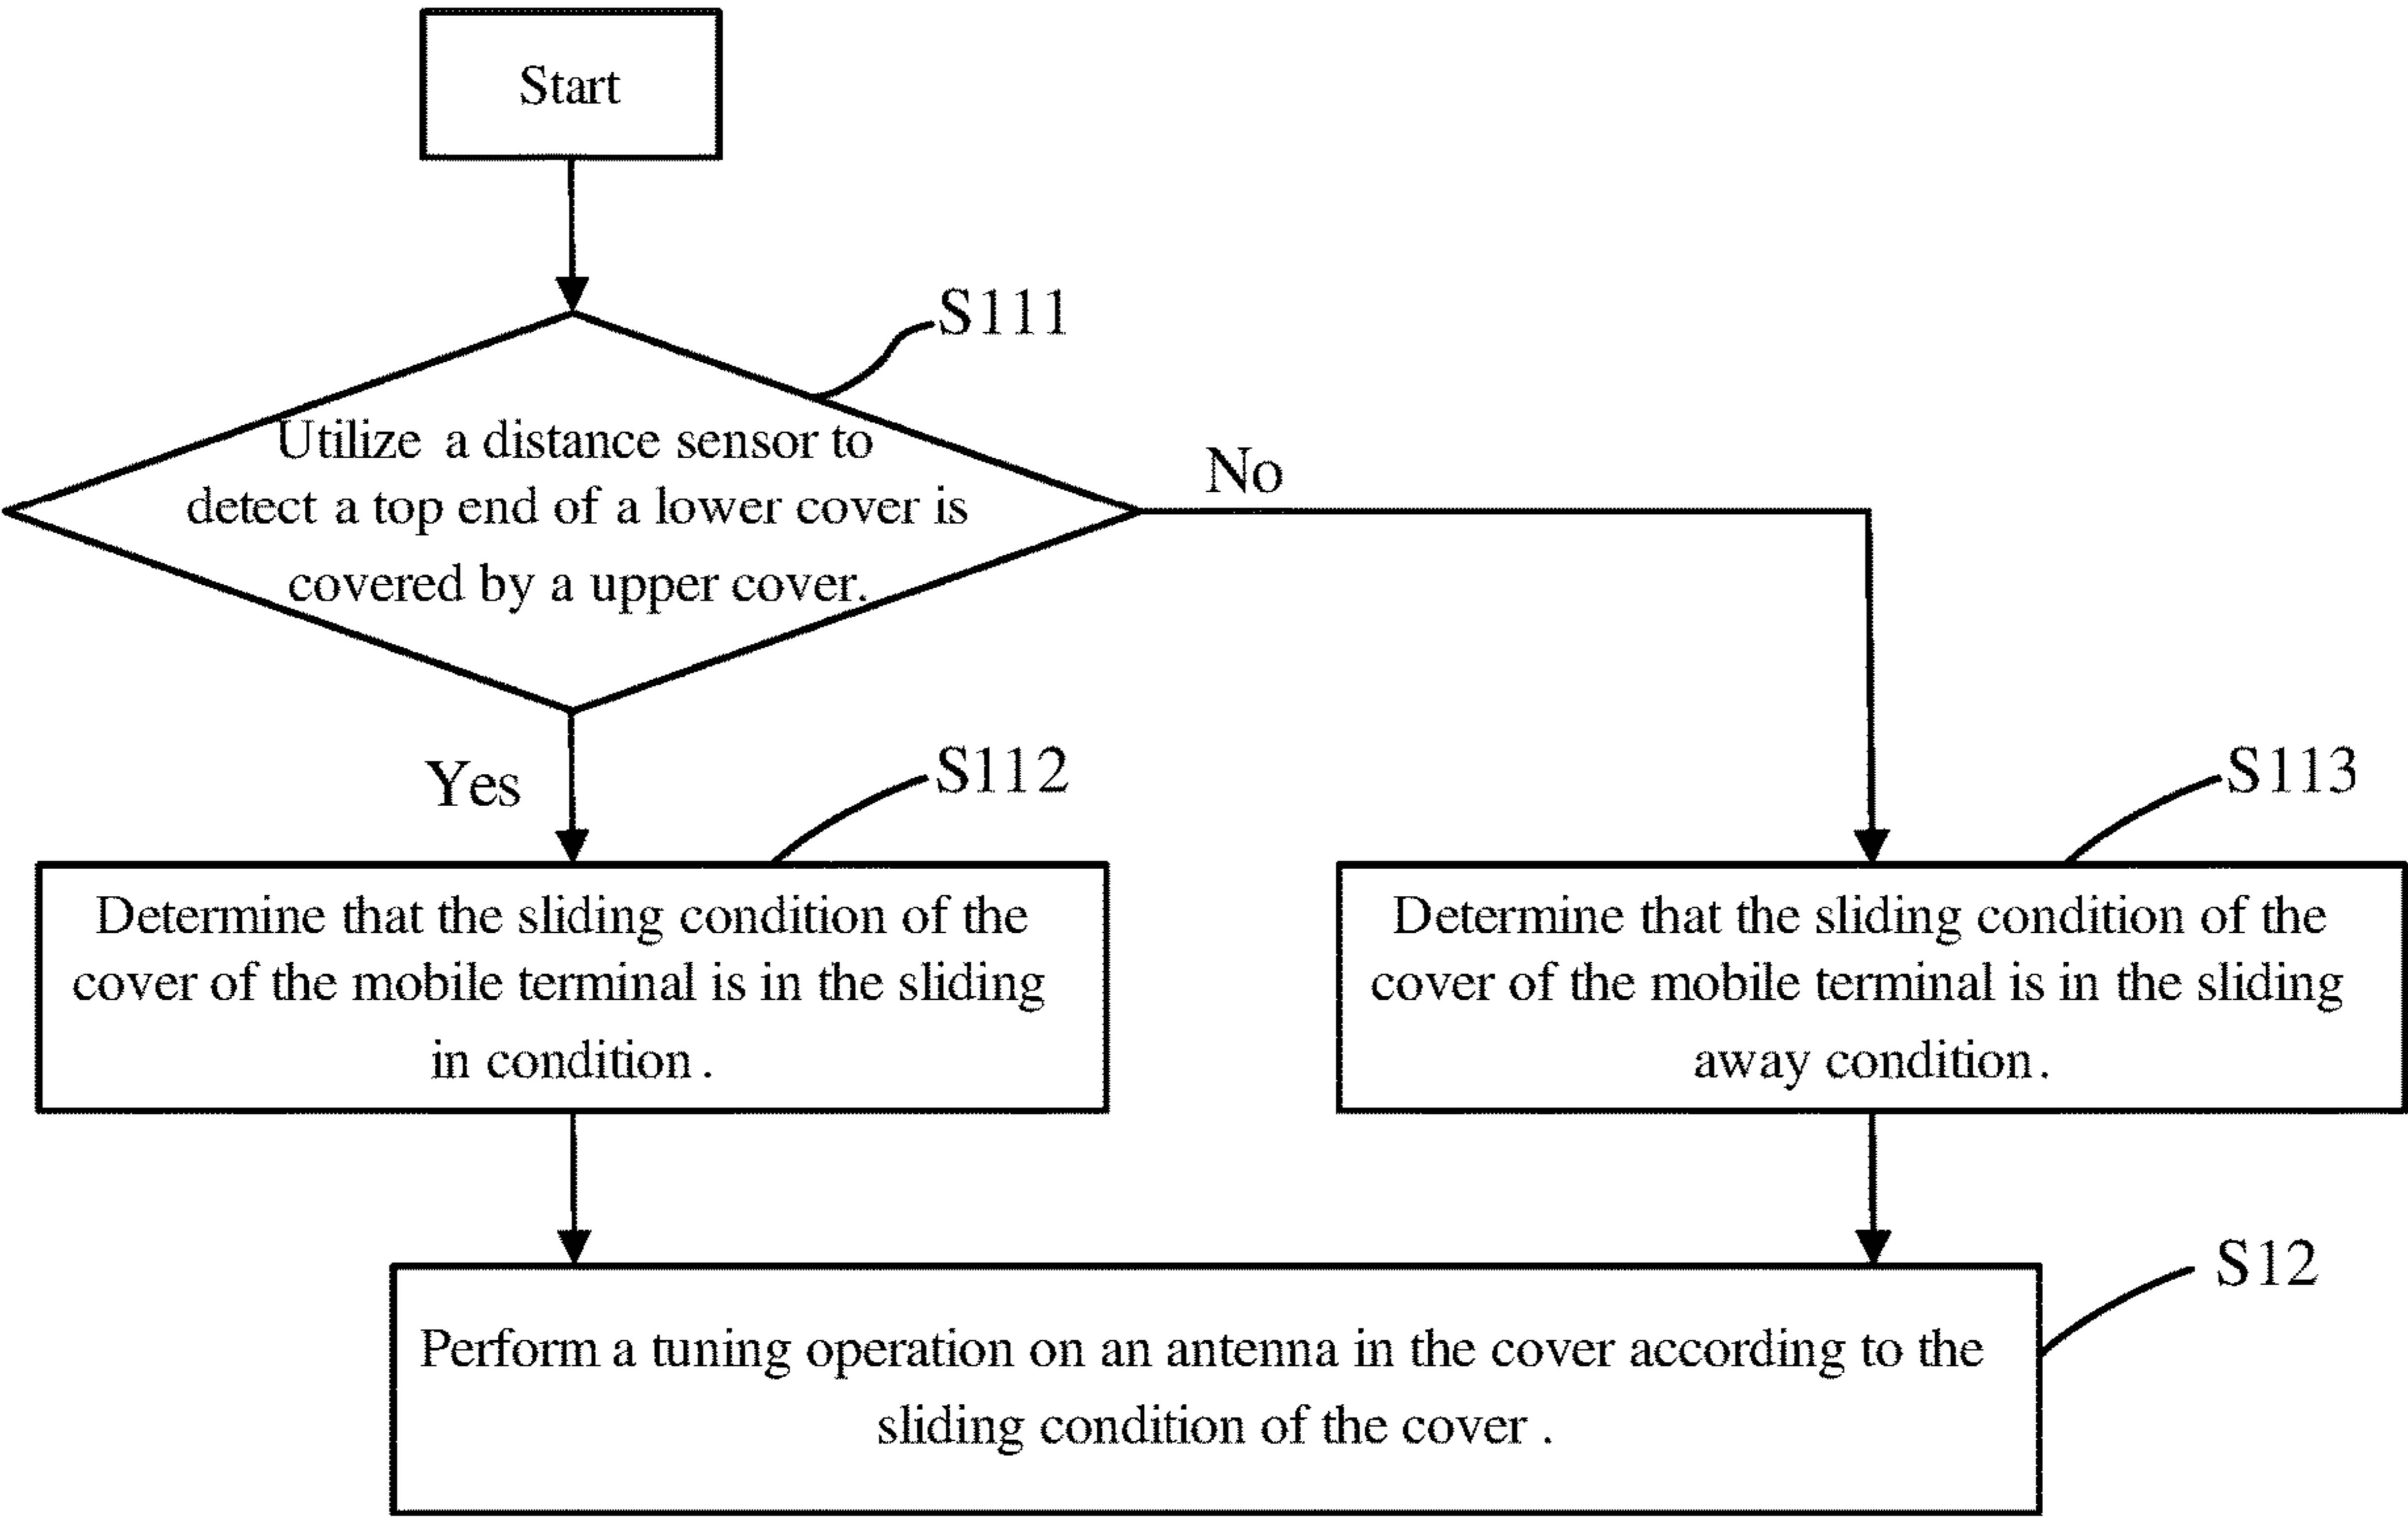 Start
S111
Utilize a distance sensor to
detect a top end of a lower cover is
covered by a upper cover.
No
Yes
S112
S113
Determine that the sliding condition of the
cover of the mobile terminal is in the sliding
in condition .
Determine that the sliding condition of the
cover of the mobile terminal is in the sliding
away condition.
S12
Perform a tuning operation on an antenna in the cover according to the
sliding condition of the cover .